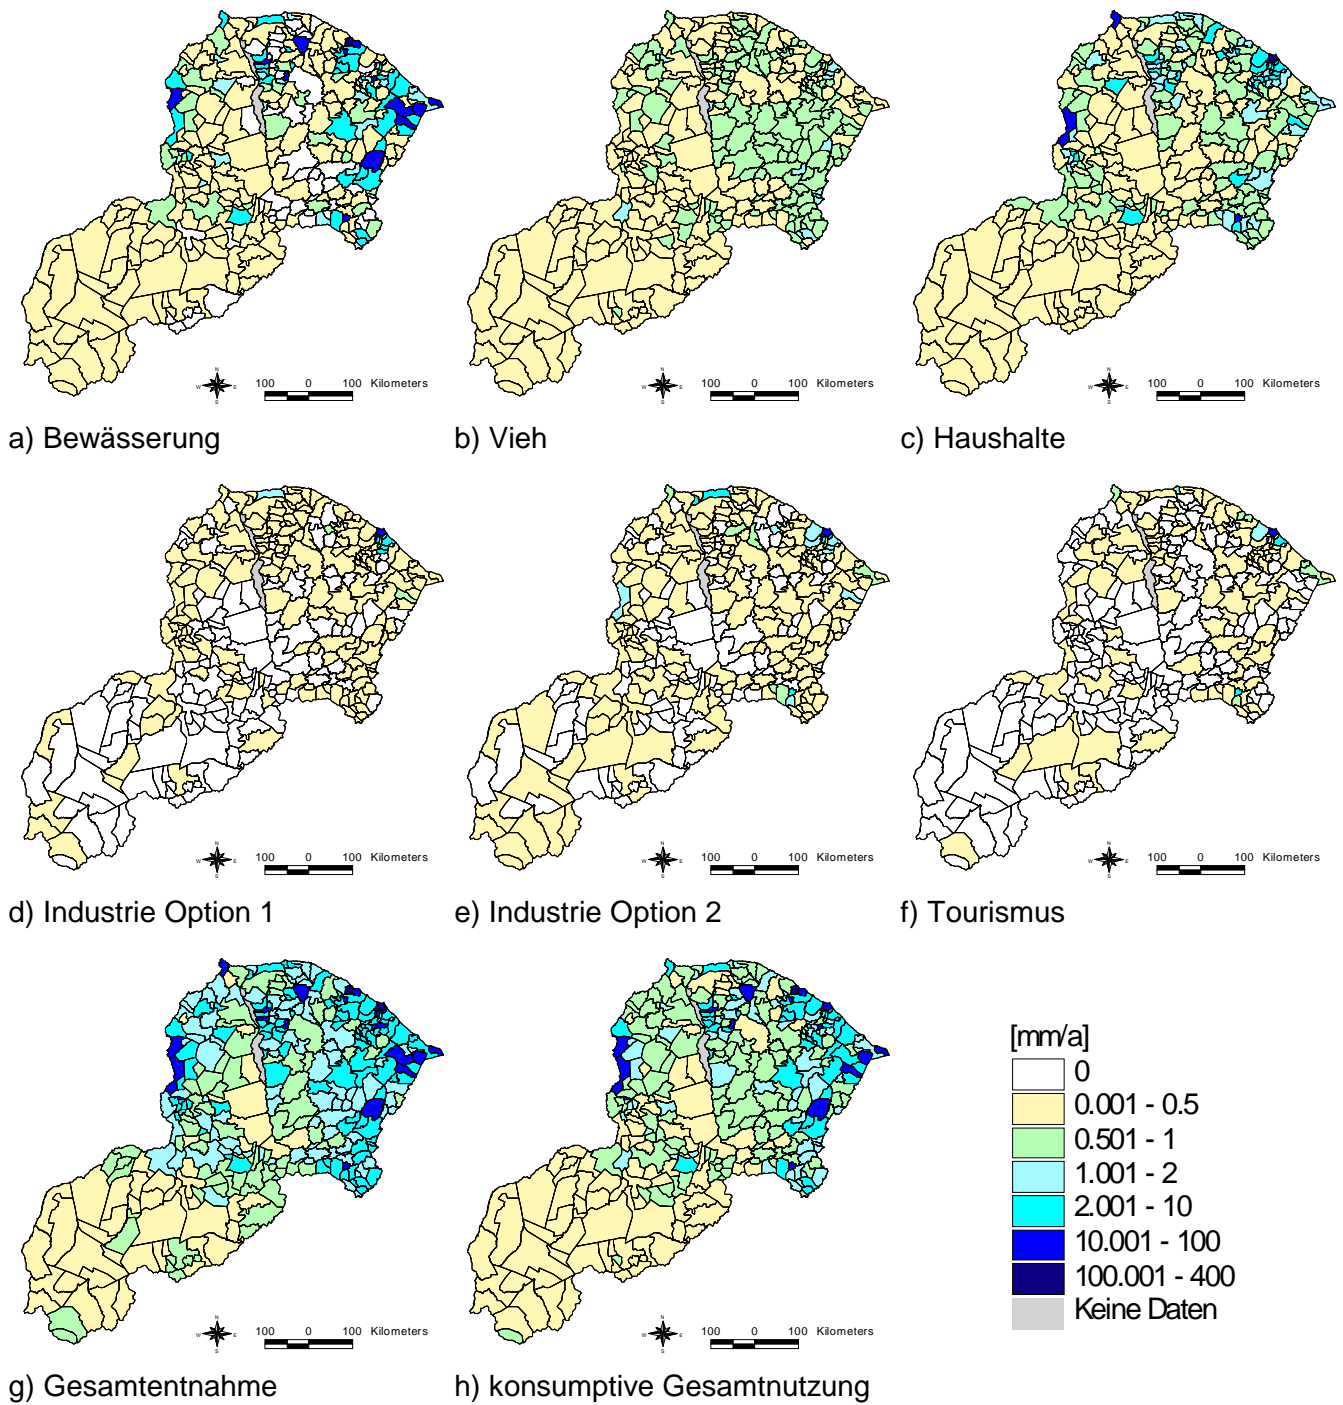 N
W E
S
100 0 100 Kilometers
N
W E
S
100 0 100 Kilometers
N
W E
S
100 0 100 Kilometers
a) Bewässerung
b) Vieh
c) Haushalte
N
W E
S
100 0 100 Kilometers
N
W E
S
100 0 100 Kilometers
N
W E
S
100 0 100 Kilometers
d) Industrie Option 1
e) Industrie Option 2
f) Tourismus
N
W E
S
100 0 100 Kilometers
N
W E
S
100 0 100 Kilometers
g) Gesamtentnahme
h) konsumptive Gesamtnutzung
[mm/a]
0
0.001 - 0.5
0.501 - 1
1.001 - 2
2.001 - 10
10.001 - 100
100.001 - 400
Keine Daten